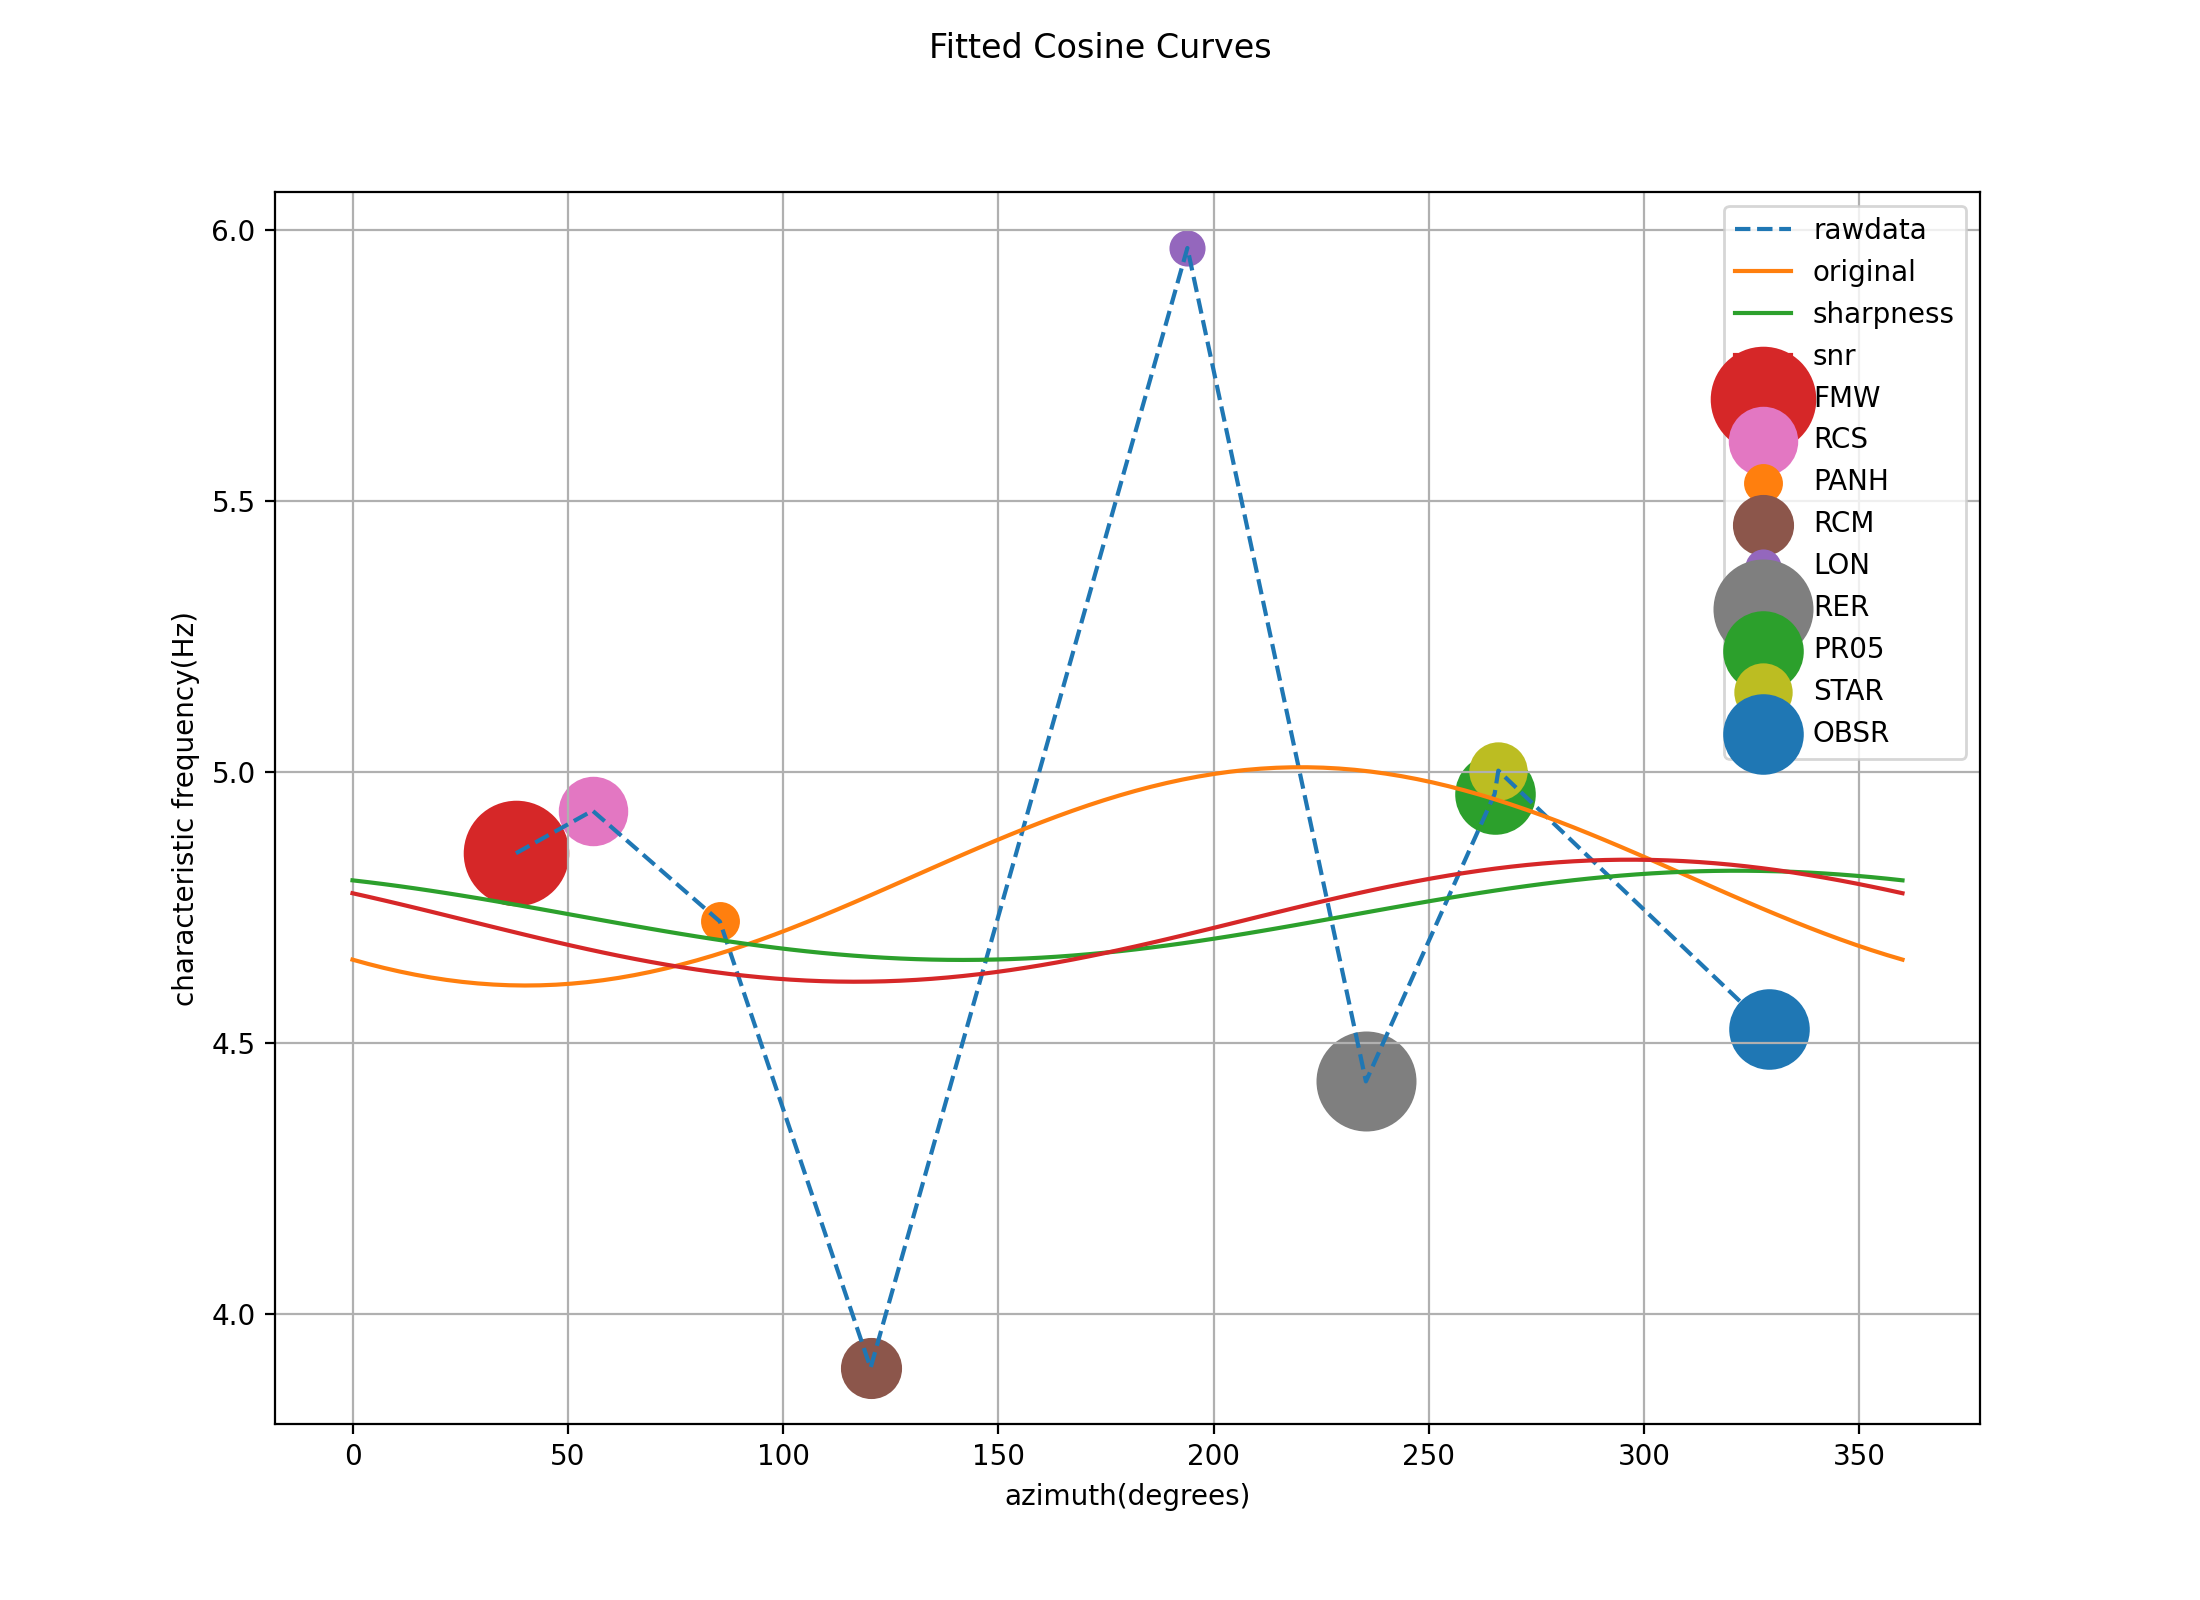 Fitted Cosine Curves
6.0
5.5
5.0
4.5
4.0
characteristic frequency(Hz)
rawdata
original
sharpness
snr
FMW
RCS
PANH
RCM
LON
RER
PR05
STAR
OBSR
0 50 100 150 200 250 300 350
azimuth(degrees)